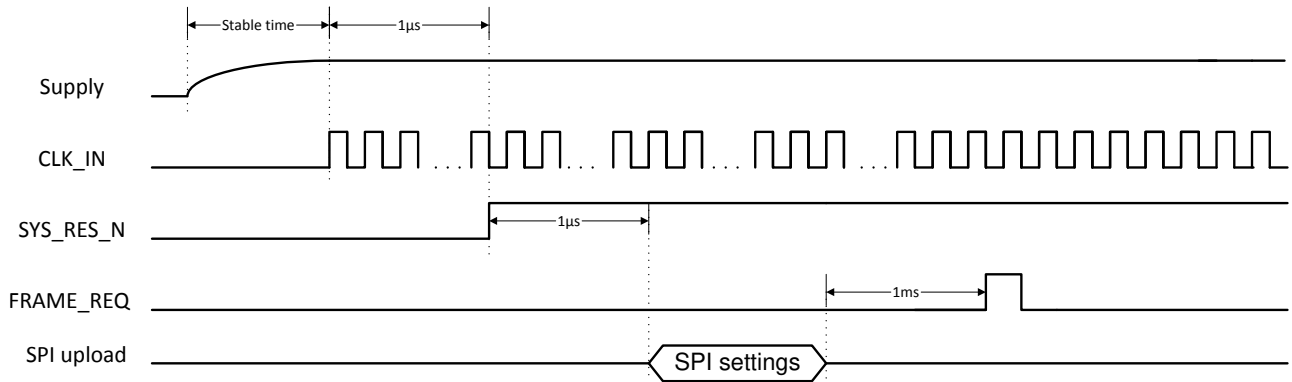 Stable time
1µs
Supply
CLK_IN
SYS_RES_N
1µs
FRAME_REQ
1ms
SPI upload
SPI settings